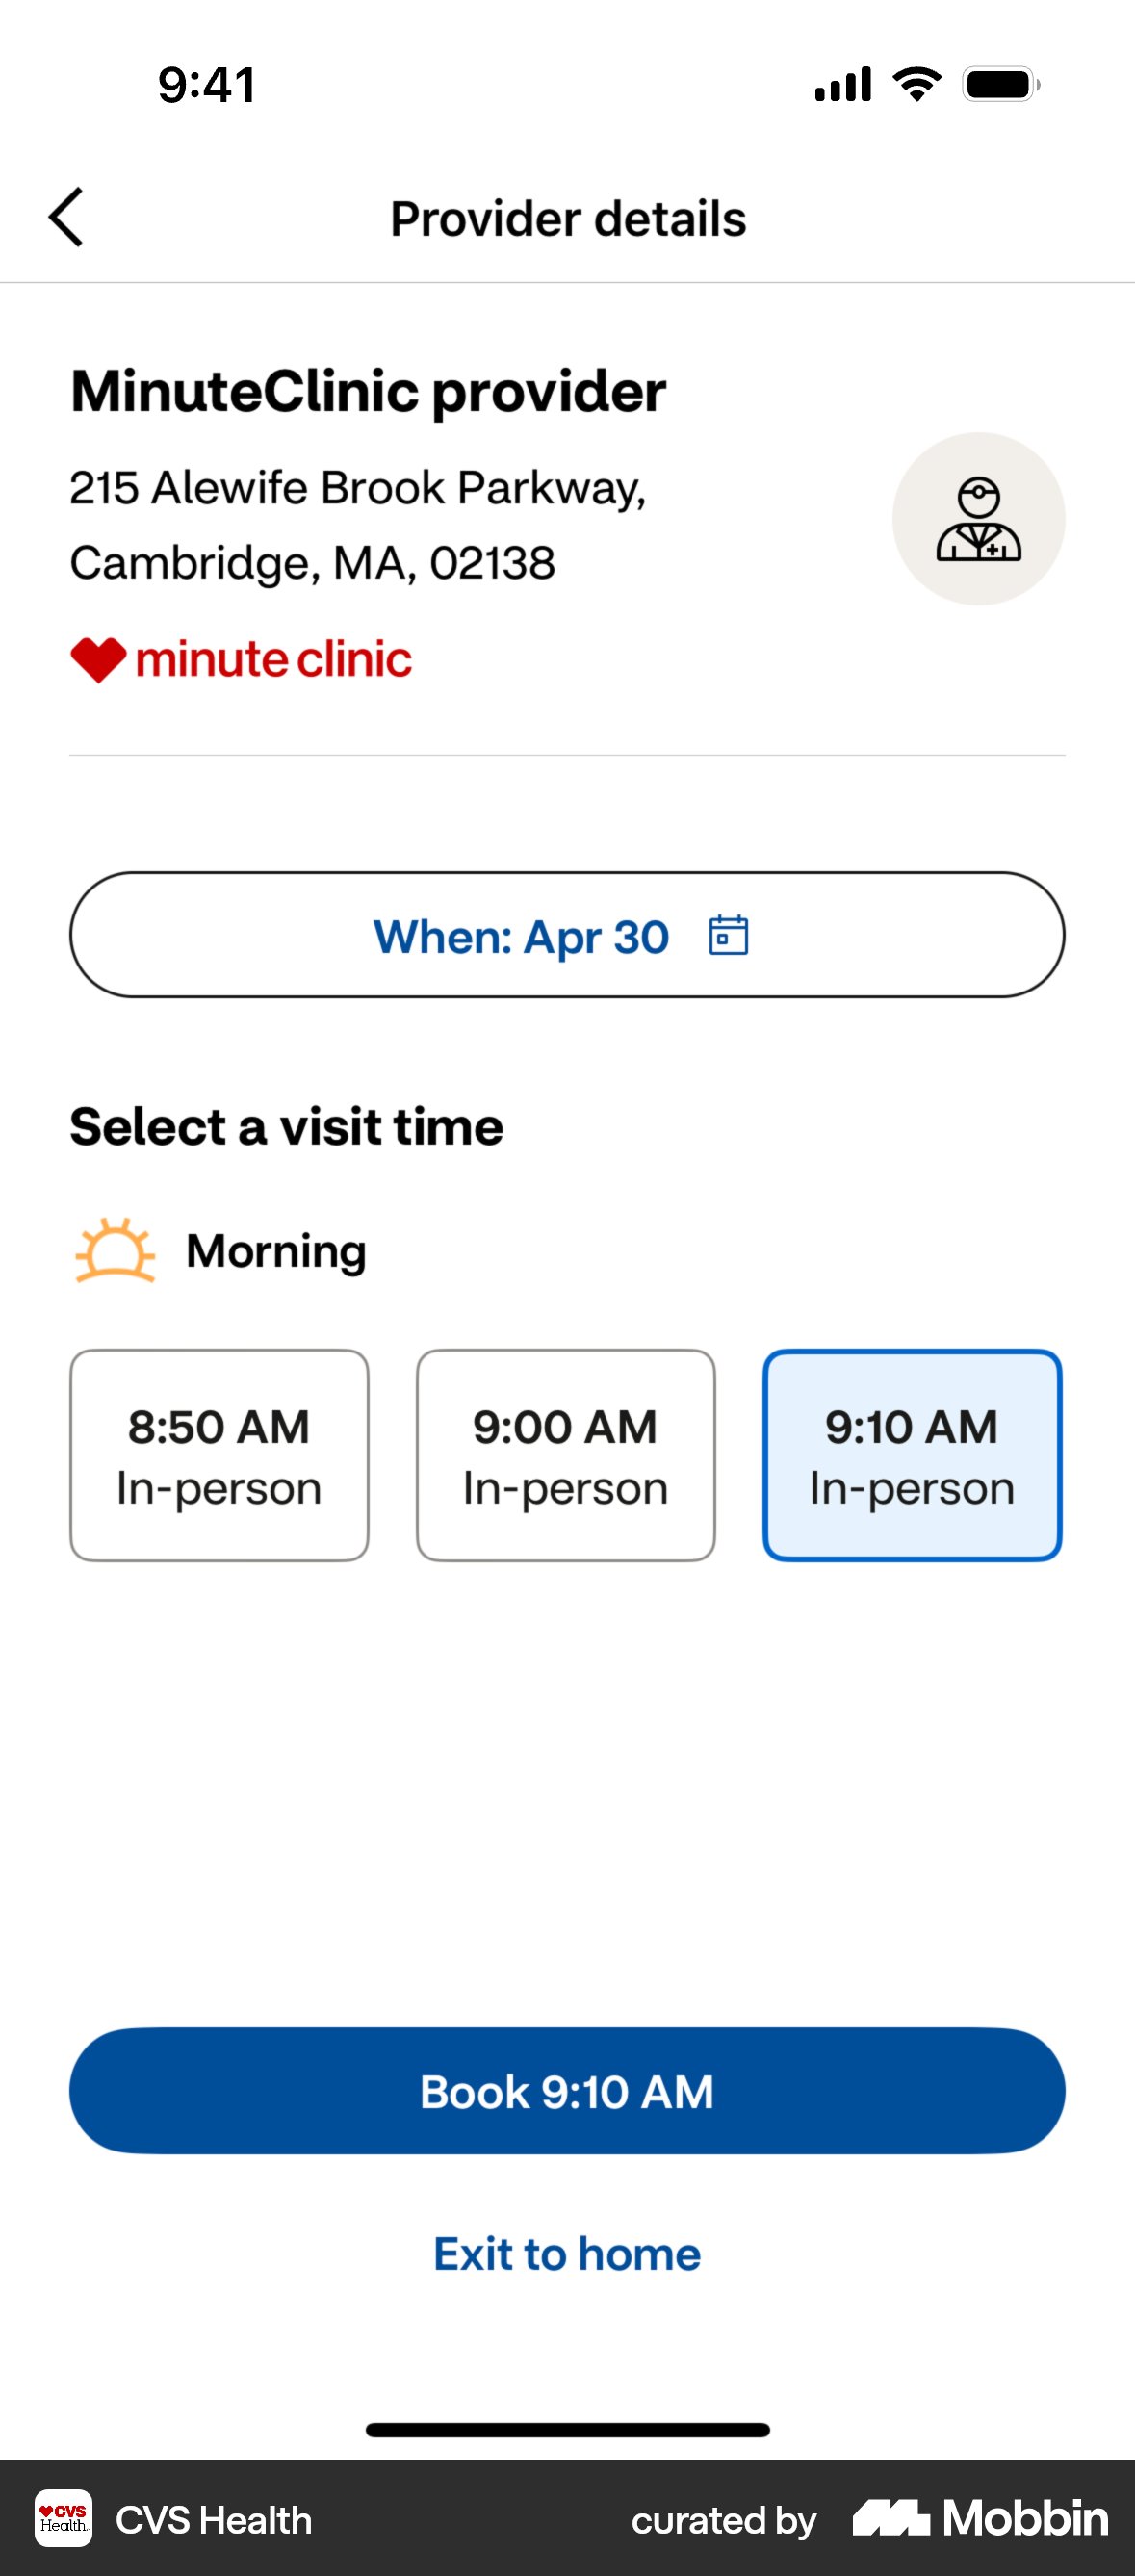 9:41
Provider details
MinuteClinic provider
215 Alewife Brook Parkway,
Cambridge, MA, 02138
minute clinic
When: Apr 30
Select a visit time
Morning
8:50 AM
In-person
9:00 AM
In-person
9:10 AM
In-person
Book 9:10 AM
Exit to home
CVS
Health
CVS Health
curated by
Mobbin